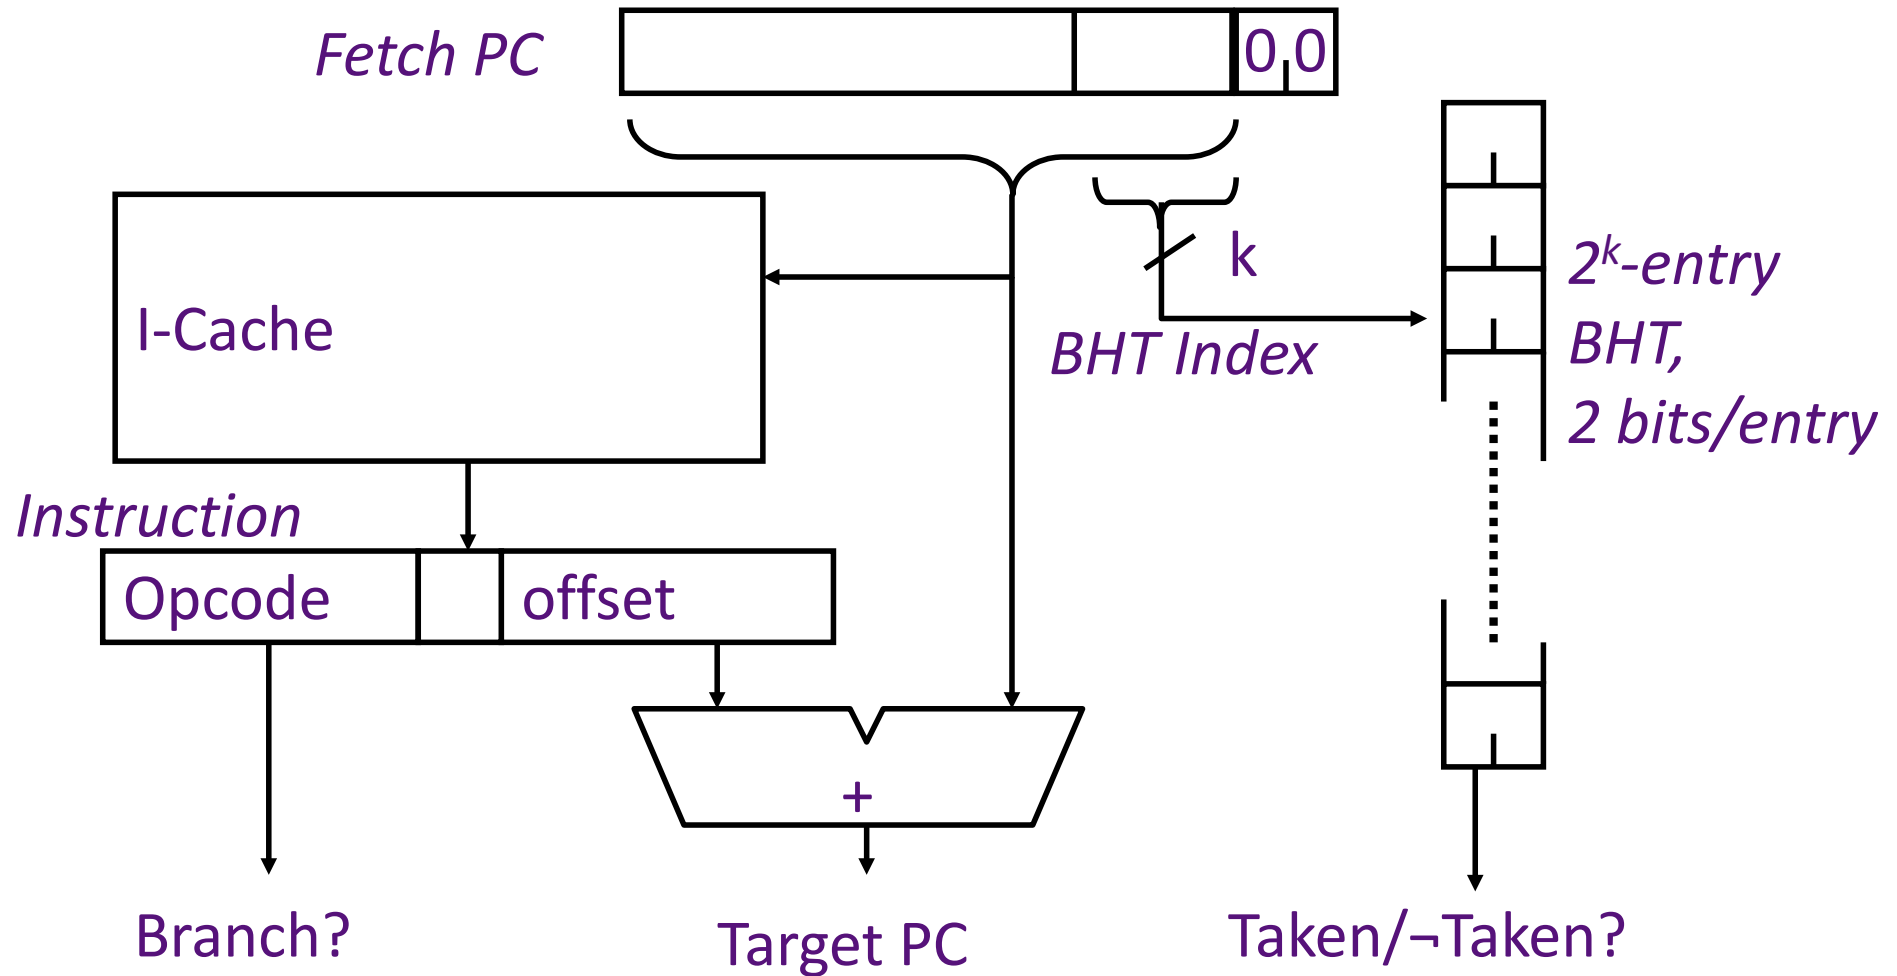 Fetch PC
0 0
k
2ᵏ-entry
BHT,
2 bits/entry
I-Cache
BHT Index
Instruction
Opcode
offset
+
Branch?
Target PC
Taken/¬Taken?